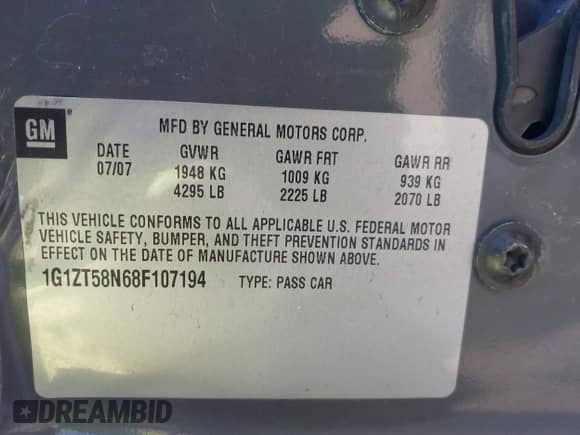 GM
MFD BY GENERAL MOTORS CORP.
DATE GVWR GAWR FRT GAWR RR
07/07 1948 KG 1009 KG 939 KG
4295 LB 2225 LB 2070 LB
THIS VEHICLE CONFORMS TO ALL APPLICABLE U.S. FEDERAL MOTOR
VEHICLE SAFETY, BUMPER, AND THEFT PREVENTION STANDARDS IN
EFFECT ON THE DATE OF MANUFACTURE SHOWN ABOVE.
1G1ZT58N68F107194 TYPE: PASS CAR
DREAMBID